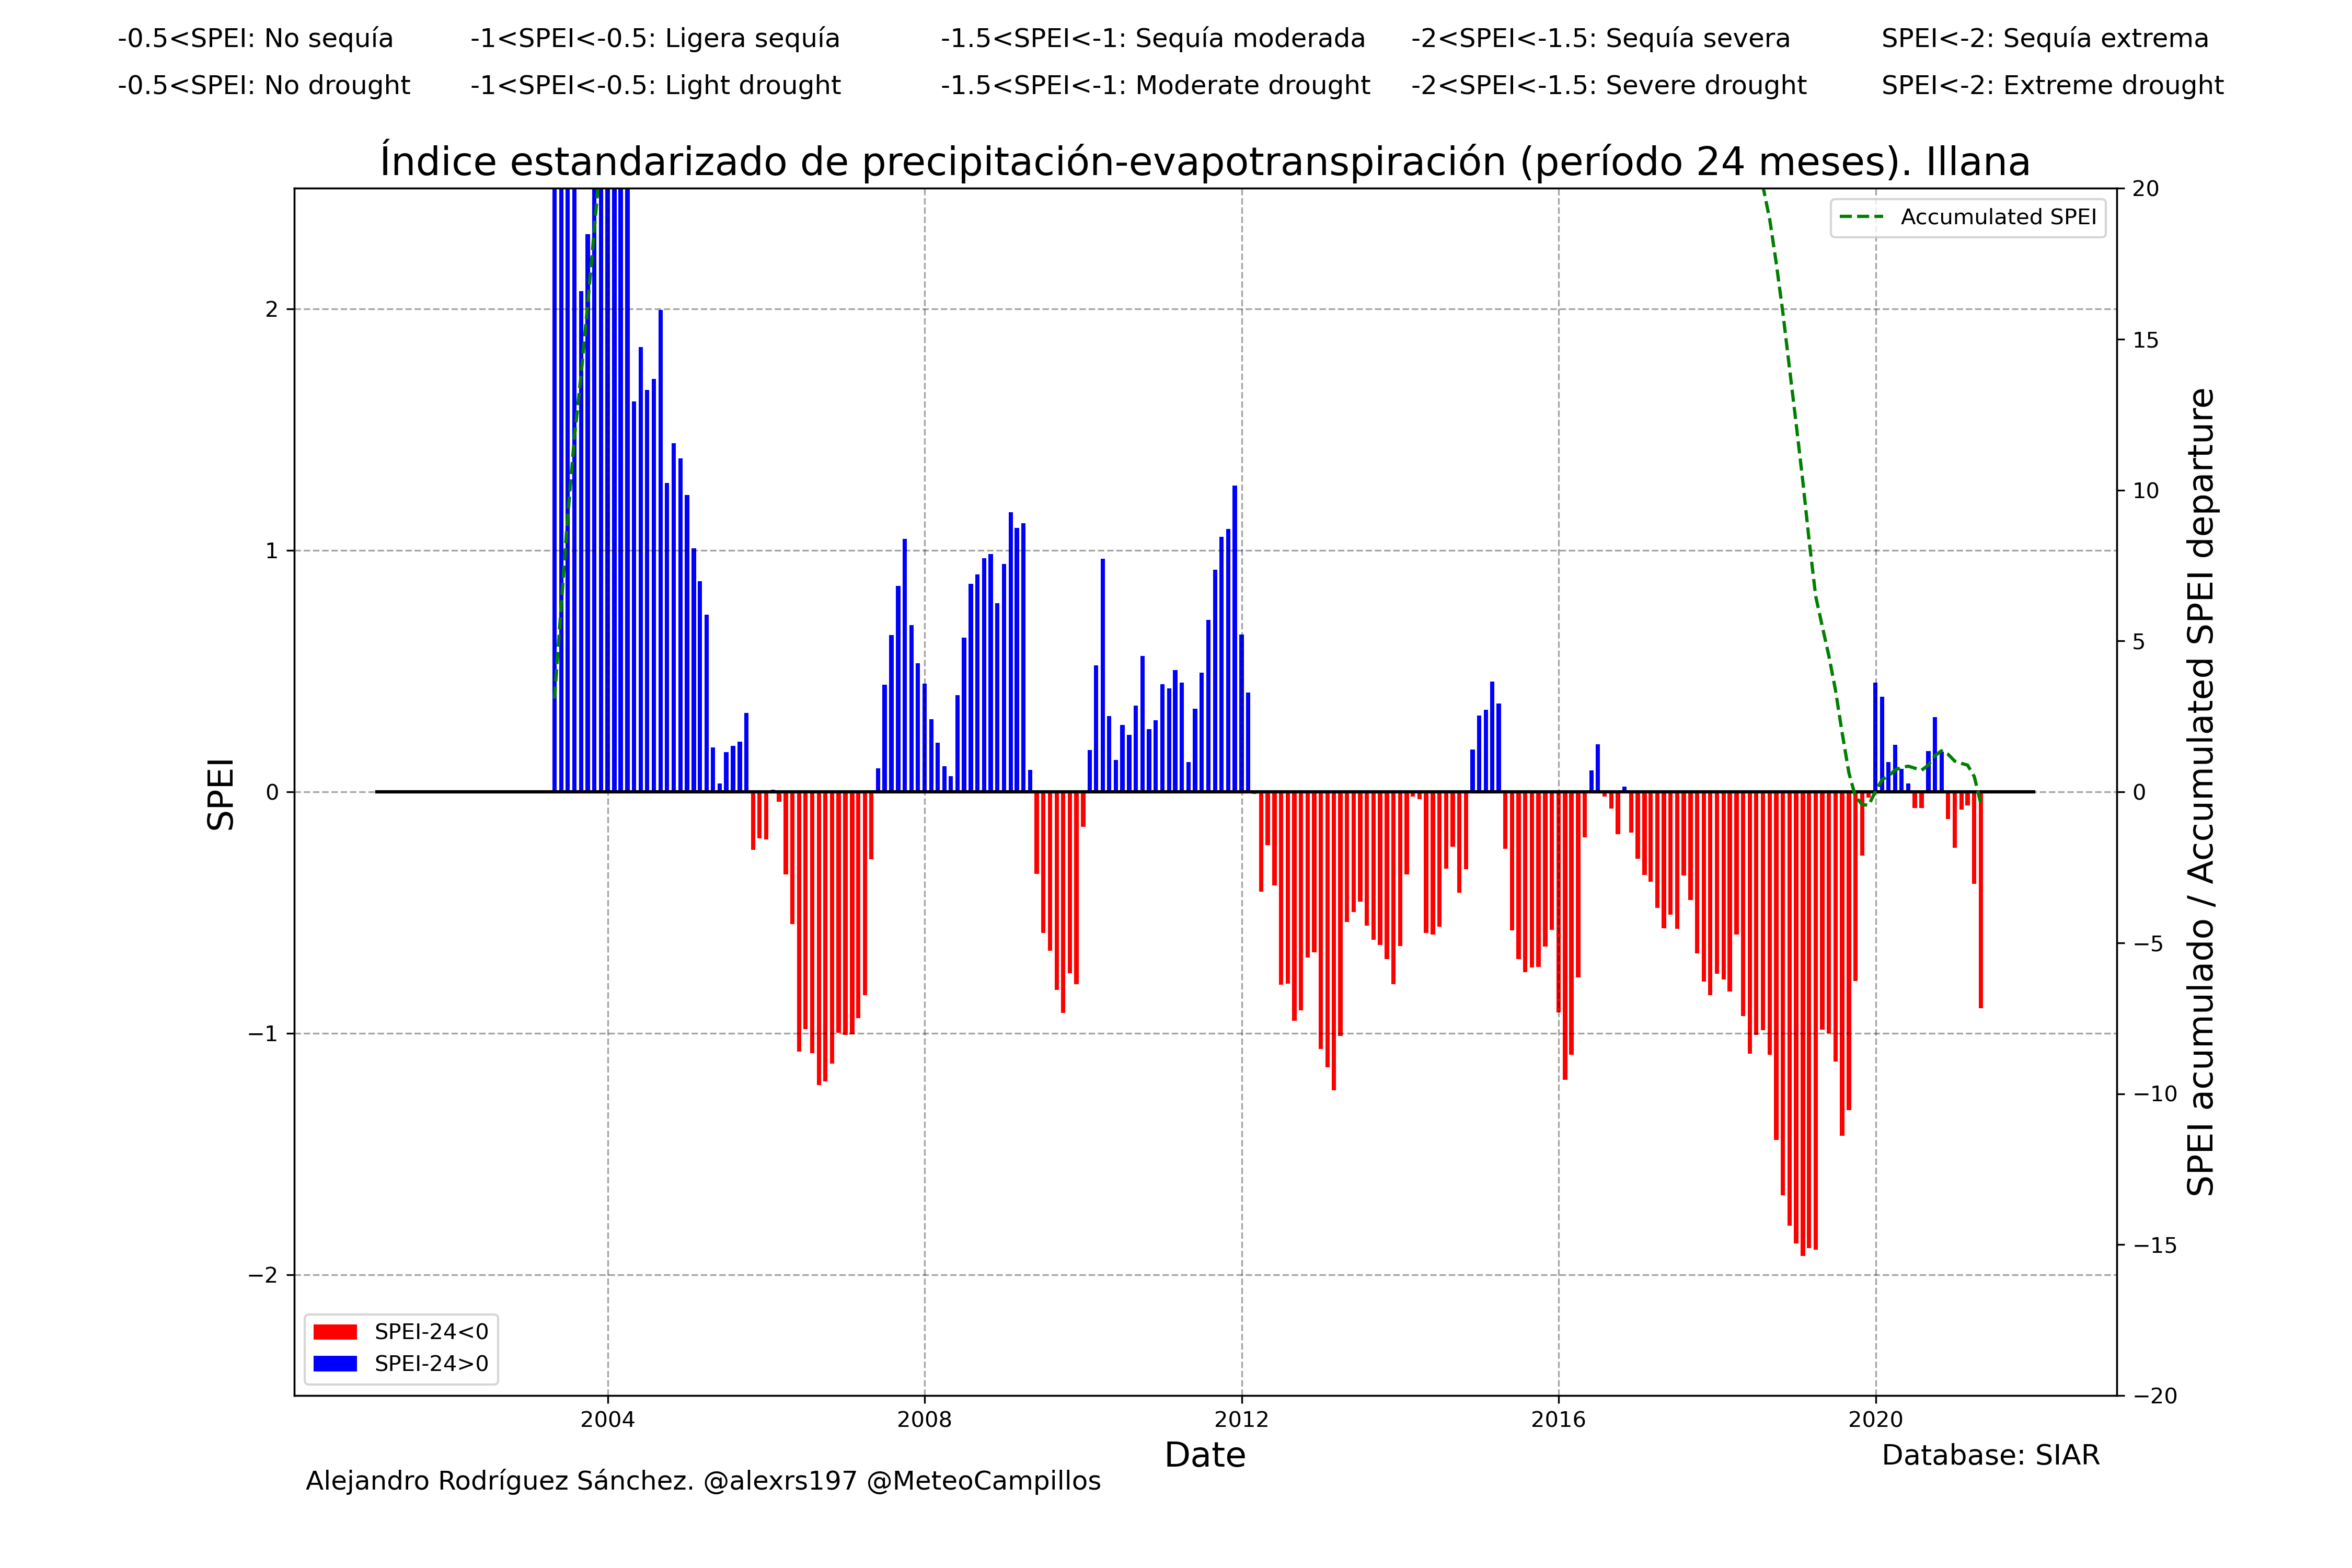 -0.5<SPEI: No sequía -1<SPEI<-0.5: Ligera sequía -1.5<SPEI<-1: Sequía moderada -2<SPEI<-1.5: Sequía severa SPEI<-2: Sequía extrema
-0.5<SPEI: No drought -1<SPEI<-0.5: Light drought -1.5<SPEI<-1: Moderate drought -2<SPEI<-1.5: Severe drought SPEI<-2: Extreme drought
Índice estandarizado de precipitación-evapotranspiración (período 24 meses). Illana
Accumulated SPEI
2
1
0
−1
−2
SPEI
20
15
10
5
0
−5
−10
−15
−20
SPEI acumulado / Accumulated SPEI departure
SPEI-24<0
SPEI-24>0
2004 2008 2012 2016 2020
Date
Database: SIAR
Alejandro Rodríguez Sánchez. @alexrs197 @MeteoCampillos